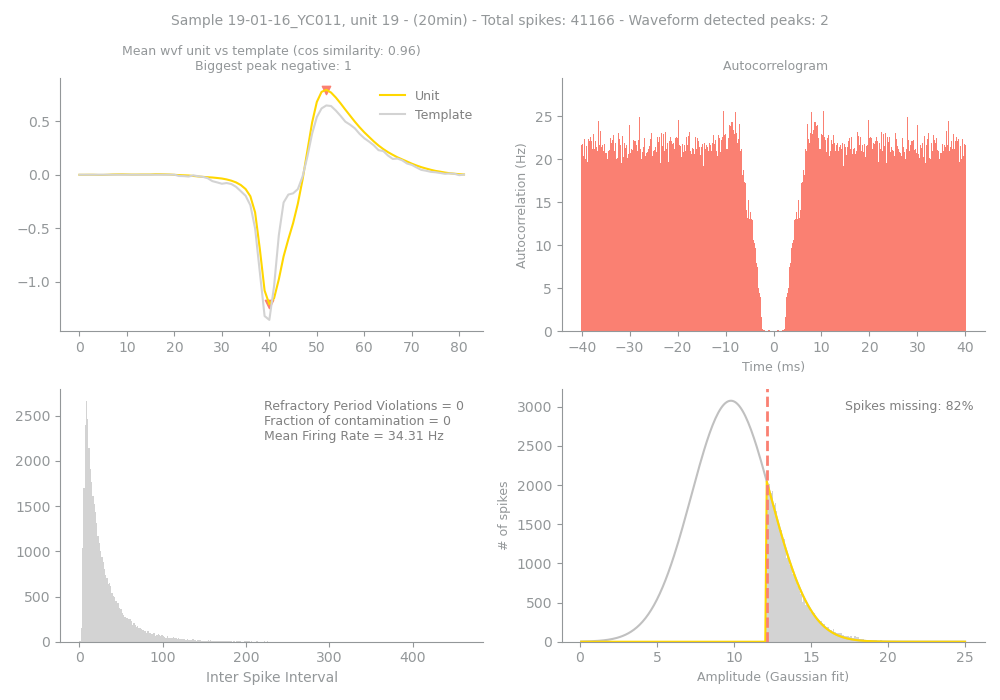 Sample 19-01-16_YC011, unit 19 - (20min) - Total spikes: 41166 - Waveform detected peaks: 2
Mean wvf unit vs template (cos similarity: 0.96)
Biggest peak negative: 1
Unit
Template
0.5
0.0
−0.5
−1.0
0 10 20 30 40 50 60 70 80
Autocorrelogram
Autocorrelation (Hz)
25
20
15
10
5
0
−40 −30 −20 −10 0 10 20 30 40
Time (ms)
Refractory Period Violations = 0
Fraction of contamination = 0
Mean Firing Rate = 34.31 Hz
2500
2000
1500
1000
500
0
0 100 200 300 400
Inter Spike Interval
Spikes missing: 82%
# of spikes
3000
2500
2000
1500
1000
500
0
0 5 10 15 20 25
Amplitude (Gaussian fit)